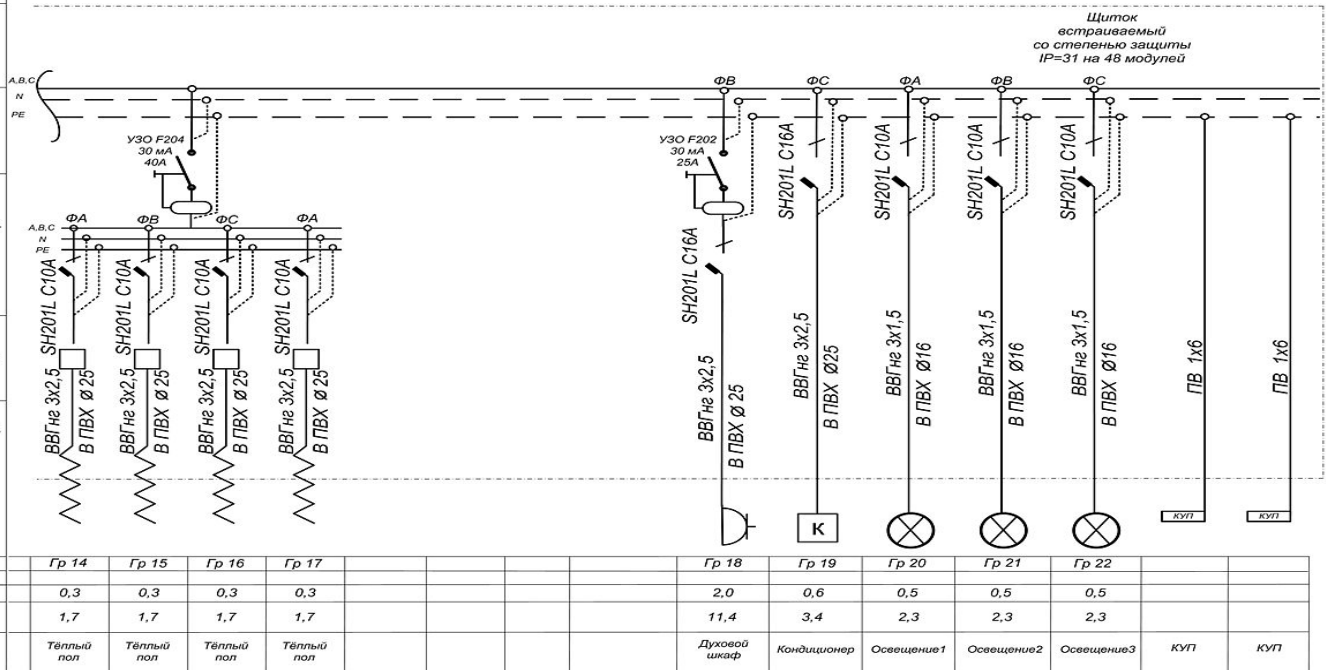 Щиток
встраиваемый
со степенью защиты
IP=31 на 48 модулей
A,B,C
N
PE
ФВ ФС ФА ФВ ФС
УЗО F204
30 мА
40А
УЗО F202
30 мА
25А
A,B,C
N
PE
ФА ФВ ФС ФА
SH201L C10A
SH201L C10A
SH201L C10A
SH201L C10A
SH201L C16A
SH201L C16A
SH201L C10A
SH201L C10A
SH201L C10A
ВВГнг 3х2,5
В ПВХ Ø 25
ВВГнг 3х2,5
В ПВХ Ø 25
ВВГнг 3х2,5
В ПВХ Ø 25
ВВГнг 3х2,5
В ПВХ Ø 25
ВВГнг 3х2,5
В ПВХ Ø 25
ВВГнг 3х2,5
В ПВХ Ø25
ВВГнг 3х1,5
В ПВХ Ø16
ВВГнг 3х1,5
В ПВХ Ø16
ВВГнг 3х1,5
В ПВХ Ø16
ПВ 1х6
ПВ 1х6
К
КУП
КУП
Гр 14 Гр 15 Гр 16 Гр 17 Гр 18 Гр 19 Гр 20 Гр 21 Гр 22
0,3 0,3 0,3 0,3 2,0 0,6 0,5 0,5 0,5
1,7 1,7 1,7 1,7 11,4 3,4 2,3 2,3 2,3
Тёплый
пол
Тёплый
пол
Тёплый
пол
Тёплый
пол
Духовой
шкаф
Кондиционер
Освещение1
Освещение2
Освещение3
КУП
КУП